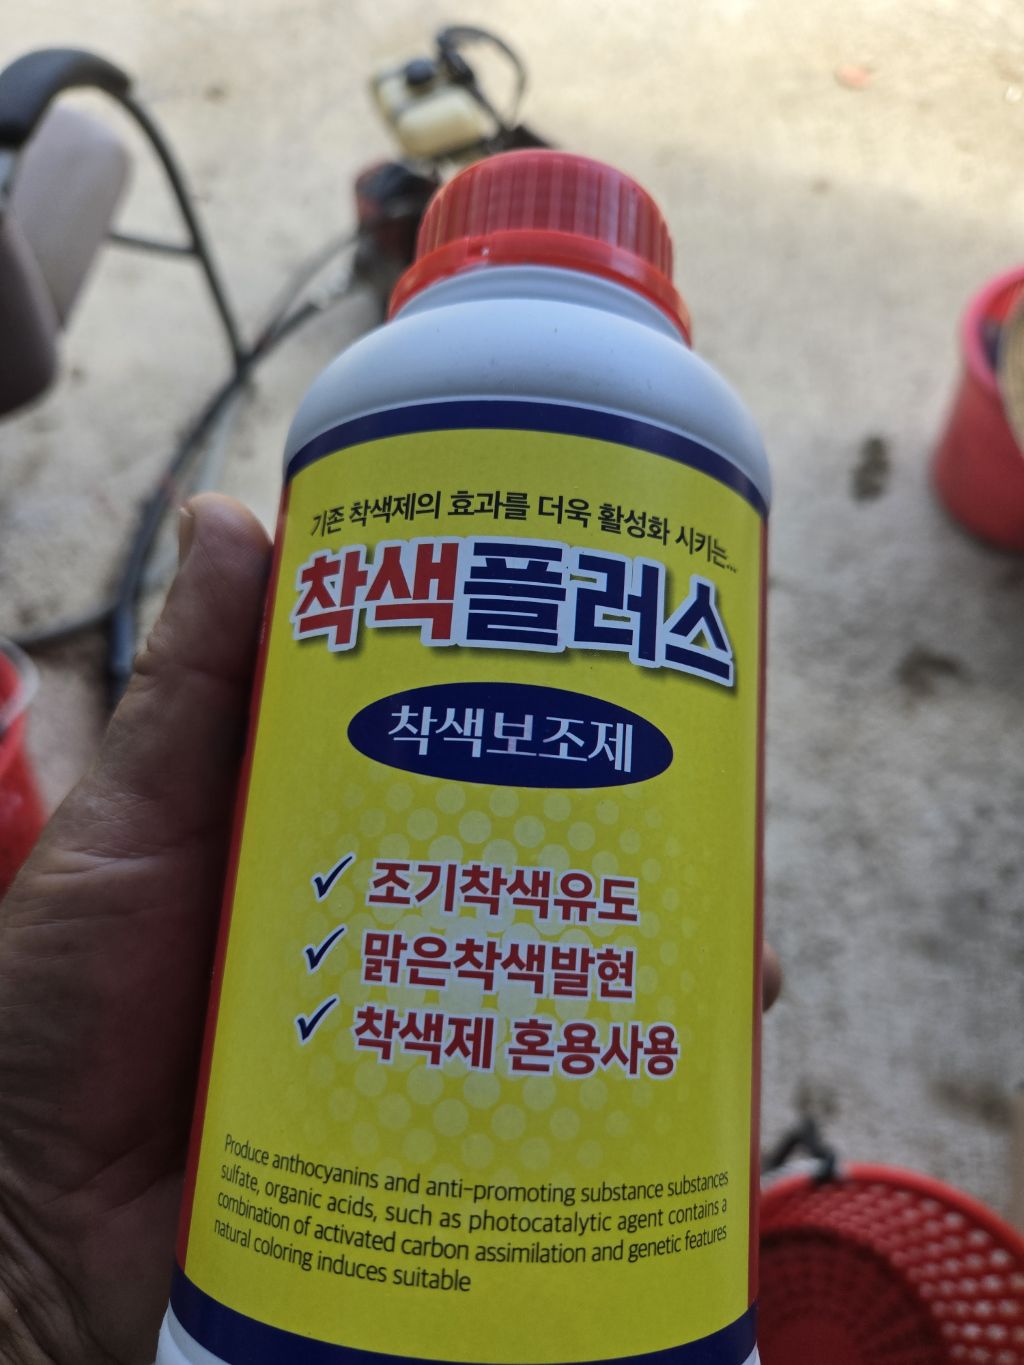 기존 착색제의 효과를 더욱 활성화 시키는...
착색플러스
착색보조제
조기착색유도
맑은착색발현
착색제 혼용사용
Produce anthocyanins and anti-promoting substance substances
sulfate, organic acids, such as photocatalytic agent contains a
combination of activated carbon assimilation and genetic features
natural coloring induces suitable